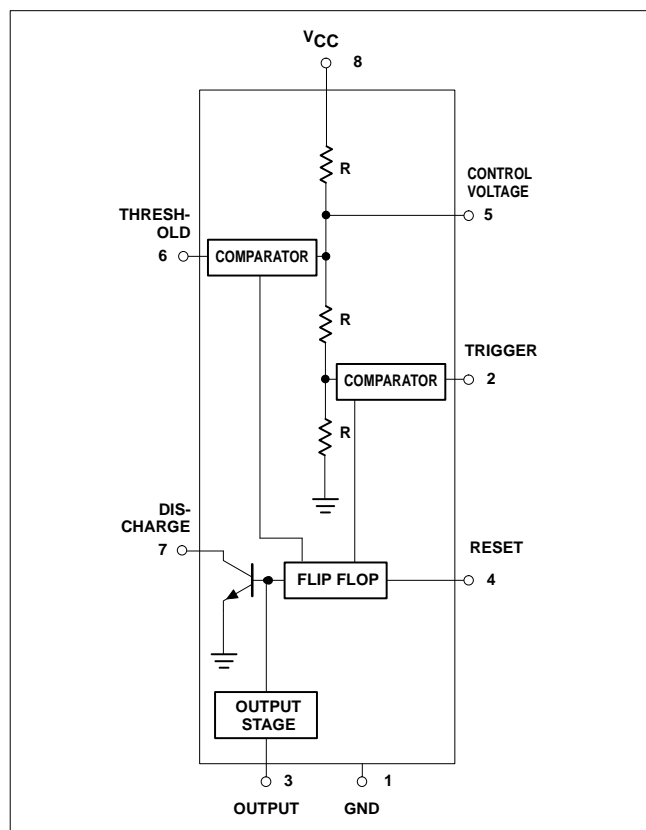 VCC
8
R
CONTROL
VOLTAGE
5
THRESH-
OLD
6
COMPARATOR
R
TRIGGER
COMPARATOR
2
R
DIS-
CHARGE
7
RESET
FLIP FLOP
4
OUTPUT
STAGE
3
1
OUTPUT
GND